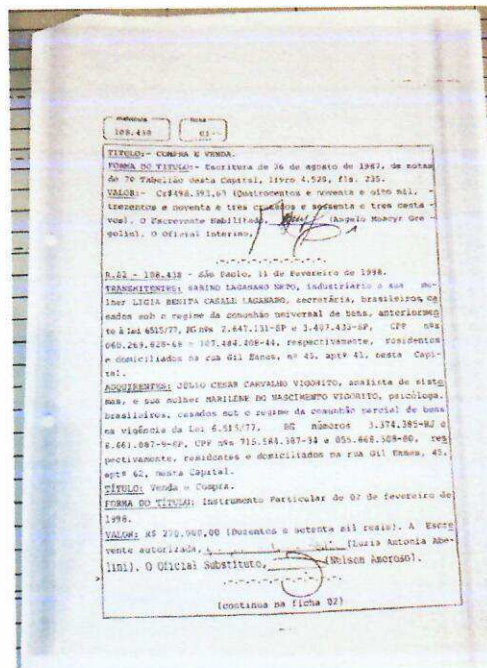 matrícula
108.438
ficha
01
TÍTULO:- COMPRA E VENDA.
FORMA DO TÍTULO:- Escritura de 26 de agosto de 1987, de notas
do 7º Tabelião desta Capital, livro 4.520, fls. 235.
VALOR:- Cz$498.393,63 (Quatrocentos e noventa e oito mil, -
trezentos e noventa e tres cruzados e sessenta e tres centa
vos). O Escrevente Habilitado, (Angelo Moacyr Gre -
golin). O Oficial Interino,
R.02 - 108.438 - São Paulo, 11 de fevereiro de 1998.
TRANSMITENTES: SABINO LAGANARO NETO, industriário e sua mu-
lher LIGIA BENITA CASALE LAGANARO, secretária, brasileiros, ca
sados sob o regime da comunhão universal de bens, anteriormen
te à lei 6515/77, RG nºs 2.647.131-SP e 3.407.435-SP, CPF nºs
060.269.828-68 e 107.484.408-44, respectivamente, residentes
e domiciliados na rua Gil Eanes, nº 45, aptº 41, nesta Capi-
tal.
ADQUIRENTES: CÉLIO CESAR CARVALHO VIGORITO, analista de siste
mas, e sua mulher MARILENE DO NASCIMENTO VIGORITO, psicóloga,
brasileiros, casados sob o regime da comunhão parcial de bens
na vigência da Lei 6.515/77, RG números 3.374.385-RJ e
6.661.087-9-SP, CPF nºs 715.564.387-34 e 055.668.508-80, res
pectivamente, residentes e domiciliados na rua Gil Eanes, 45,
aptº 62, nesta Capital.
TÍTULO: Venda e Compra.
FORMA DO TÍTULO: Instrumento Particular de 02 de fevereiro de
1998.
VALOR: R$ 270.000,00 (Duzentos e setenta mil reais). A Escre
vente autorizada, (Luzia Antonia Abe-
lini). O Oficial Substituto, (Nelson Amoroso).
(continua na ficha 02)